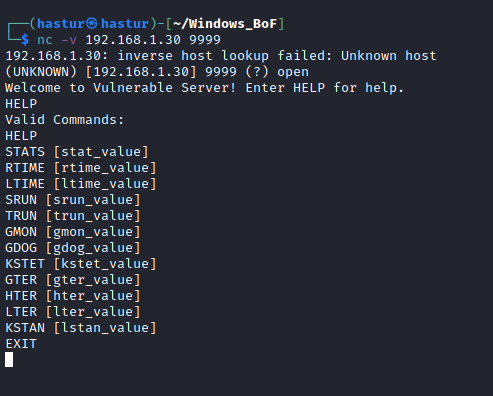 ┌──(hastur㉿hastur)-[~/Windows_BoF]
└─$ nc -v 192.168.1.30 9999
192.168.1.30: inverse host lookup failed: Unknown host
(UNKNOWN) [192.168.1.30] 9999 (?) open
Welcome to Vulnerable Server! Enter HELP for help.
HELP
Valid Commands:
HELP
STATS [stat_value]
RTIME [rtime_value]
LTIME [ltime_value]
SRUN [srun_value]
TRUN [trun_value]
GMON [gmon_value]
GDOG [gdog_value]
KSTET [kstet_value]
GTER [gter_value]
HTER [hter_value]
LTER [lter_value]
KSTAN [lstan_value]
EXIT